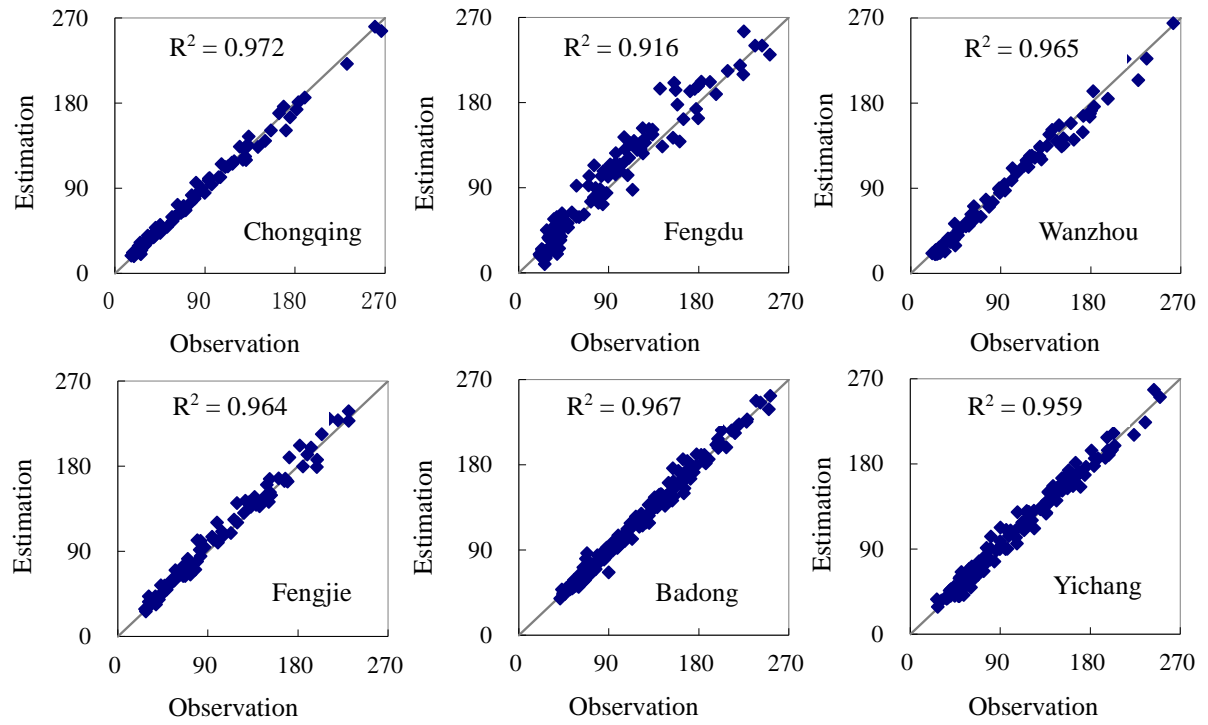 270
180
90
0
Estimation
R² = 0.972
Chongqing
0 90 180 270
Observation
270
180
90
0
Estimation
R² = 0.916
Fengdu
0 90 180 270
Observation
270
180
90
0
Estimation
R² = 0.965
Wanzhou
0 90 180 270
Observation
270
180
90
0
Estimation
R² = 0.964
Fengjie
0 90 180 270
Observation
270
180
90
0
Estimation
R² = 0.967
Badong
0 90 180 270
Observation
270
180
90
0
Estimation
R² = 0.959
Yichang
0 90 180 270
Observation